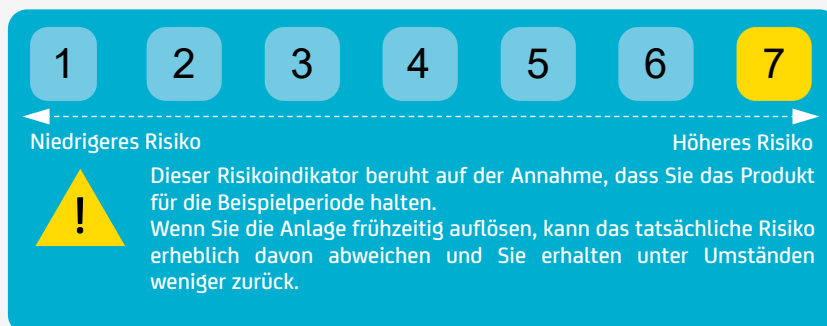 1 2 3 4 5 6 7
Niedrigeres Risiko Höheres Risiko
!
Dieser Risikoindikator beruht auf der Annahme, dass Sie das Produkt
für die Beispielperiode halten.
Wenn Sie die Anlage frühzeitig auflösen, kann das tatsächliche Risiko
erheblich davon abweichen und Sie erhalten unter Umständen
weniger zurück.